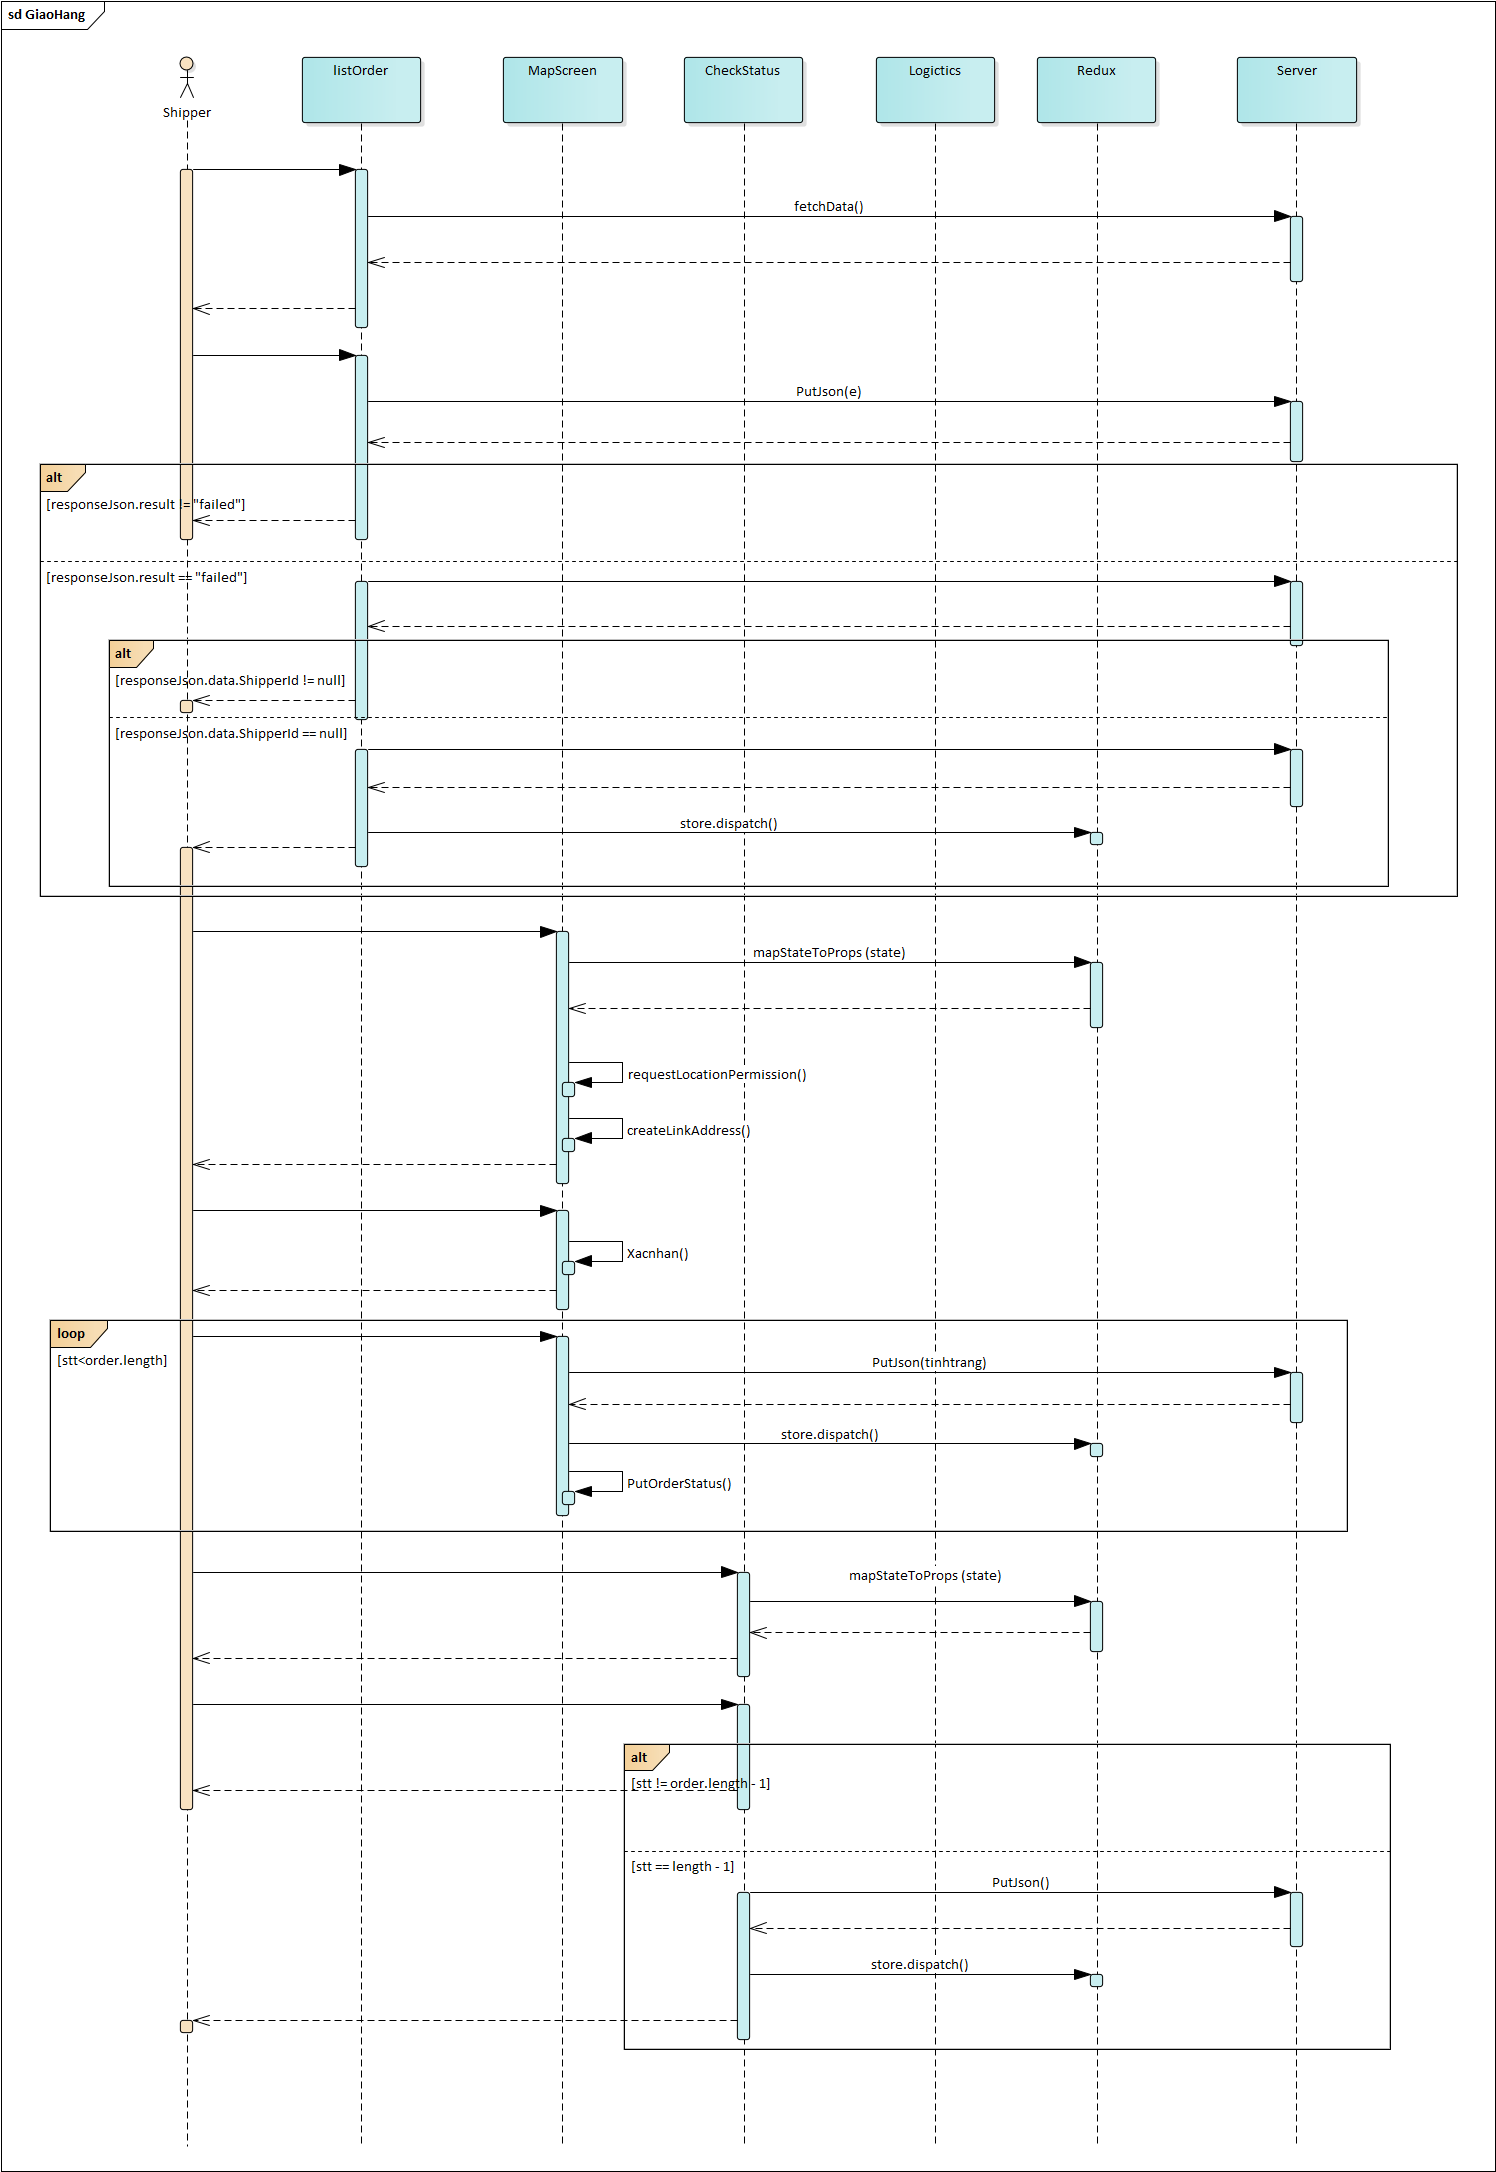 sd GiaoHang
Shipper
listOrder
MapScreen
CheckStatus
Logictics
Redux
Server
fetchData()
PutJson(e)
alt
[responseJson.result != "failed"]
[responseJson.result == "failed"]
alt
[responseJson.data.ShipperId != null]
[responseJson.data.ShipperId == null]
store.dispatch()
mapStateToProps (state)
requestLocationPermission()
createLinkAddress()
Xacnhan()
loop
[stt<order.length]
PutJson(tinhtrang)
store.dispatch()
PutOrderStatus()
mapStateToProps (state)
alt
[stt != order.length - 1]
[stt == length - 1]
PutJson()
store.dispatch()